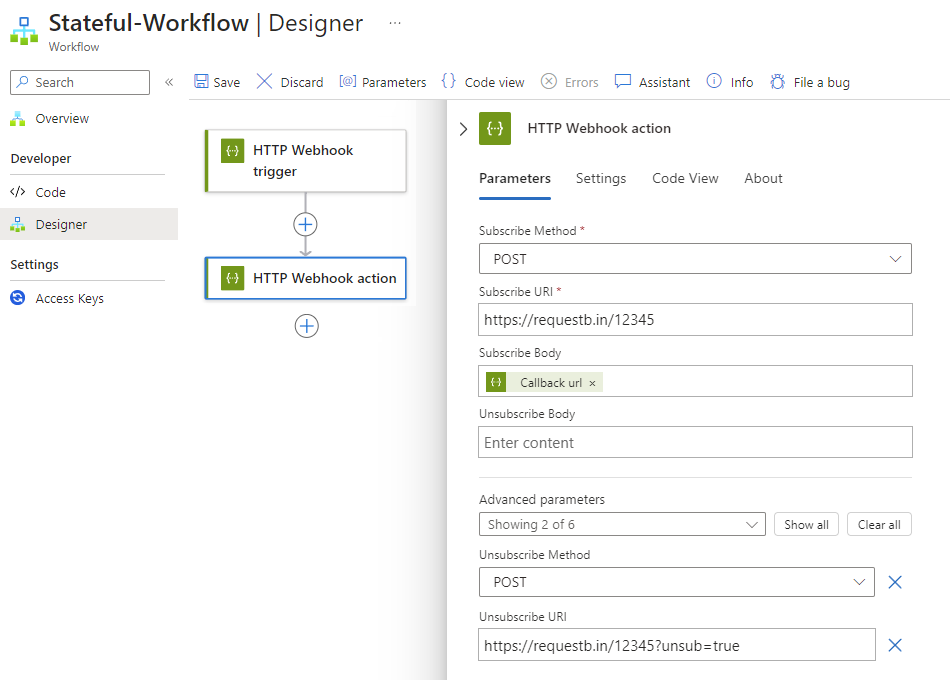 Stateful-Workflow | Designer ...
Workflow
Search
«
Save
Discard
Parameters
Code view
Errors
Assistant
Info
File a bug
Overview
Developer
Code
Designer
Settings
Access Keys
HTTP Webhook
trigger
HTTP Webhook action
HTTP Webhook action
Parameters
Settings
Code View
About
Subscribe Method *
POST
Subscribe URI *
https://requestb.in/12345
Subscribe Body
Callback url ×
Unsubscribe Body
Enter content
Advanced parameters
Showing 2 of 6
Show all
Clear all
Unsubscribe Method
POST
Unsubscribe URI
https://requestb.in/12345?unsub=true